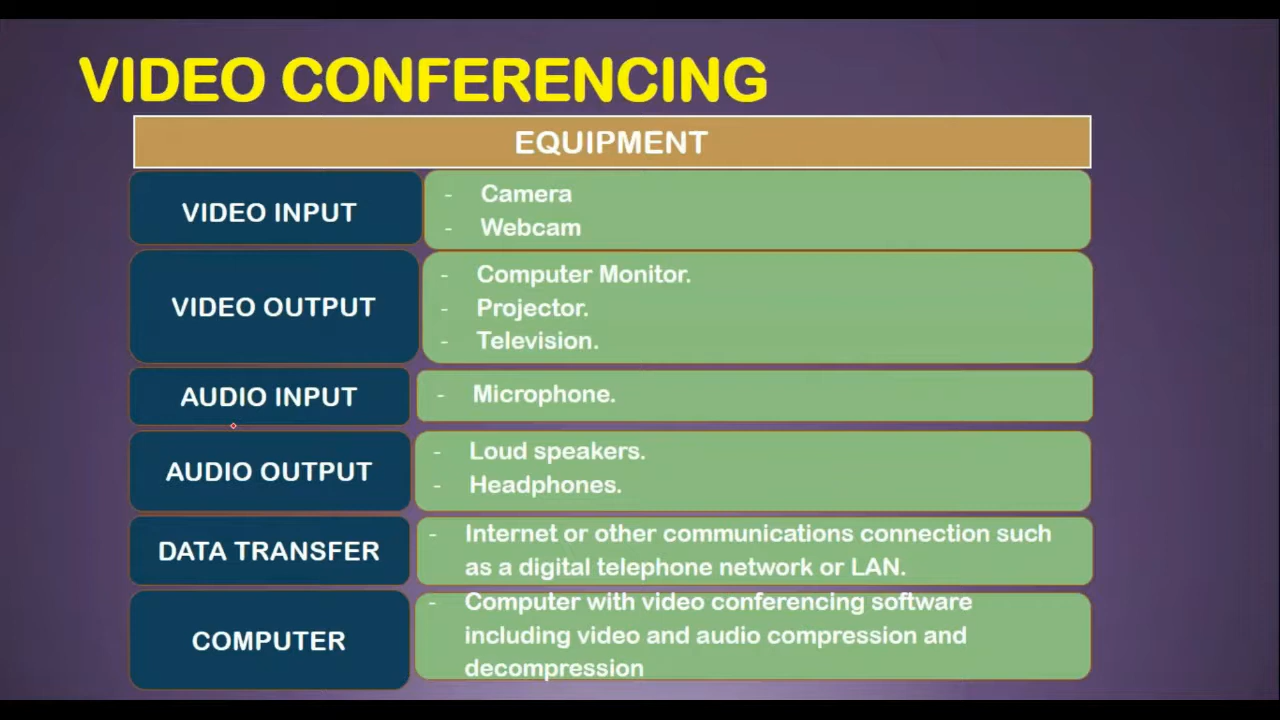 VIDEO CONFERENCING
EQUIPMENT
VIDEO INPUT
- Camera
- Webcam
VIDEO OUTPUT
- Computer Monitor.
- Projector.
- Television.
AUDIO INPUT
- Microphone.
AUDIO OUTPUT
- Loud speakers.
- Headphones.
DATA TRANSFER
- Internet or other communications connection such
as a digital telephone network or LAN.
COMPUTER
- Computer with video conferencing software
including video and audio compression and
decompression